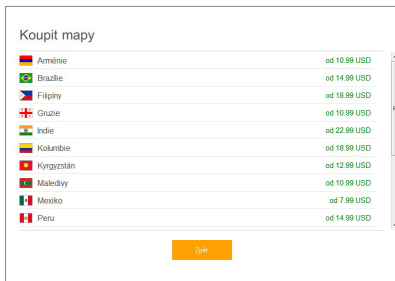 Koupit mapy
Arménie od 10.99 USD
Brazílie od 14.99 USD
Filipíny od 18.99 USD
Gruzie od 10.99 USD
Indie od 22.99 USD
Kolumbie od 18.99 USD
Kyrgyzstán od 12.99 USD
Maledivy od 10.99 USD
Mexiko od 7.99 USD
Peru od 14.99 USD
Zpět